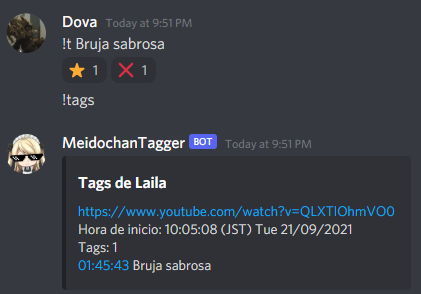 Dova Today at 9:51 PM
!t Bruja sabrosa
1 1
!tags
MeidochanTagger BOT Today at 9:51 PM
Tags de Laila
https://www.youtube.com/watch?v=QLXTIOhmVO0
Hora de inicio: 10:05:08 (JST) Tue 21/09/2021
Tags: 1
01:45:43 Bruja sabrosa